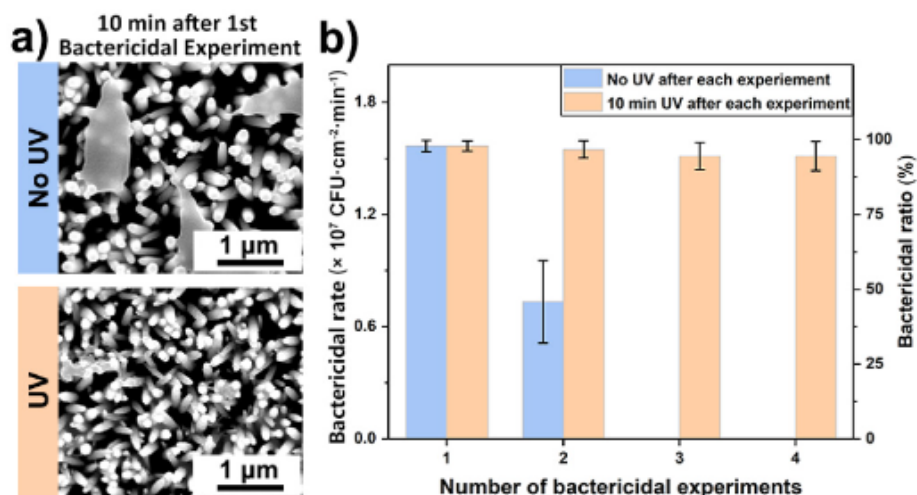 a)
10 min after 1st
Bactericidal Experiment
No UV
1 μm
UV
1 μm
b)
No UV after each experiement
10 min UV after each experiment
Bactericidal rate (× 10⁷ CFU·cm⁻²·min⁻¹)
1.8
1.2
0.6
0.0
100
75
50
25
0
Bactericidal ratio (%)
1 2 3 4
Number of bactericidal experiments